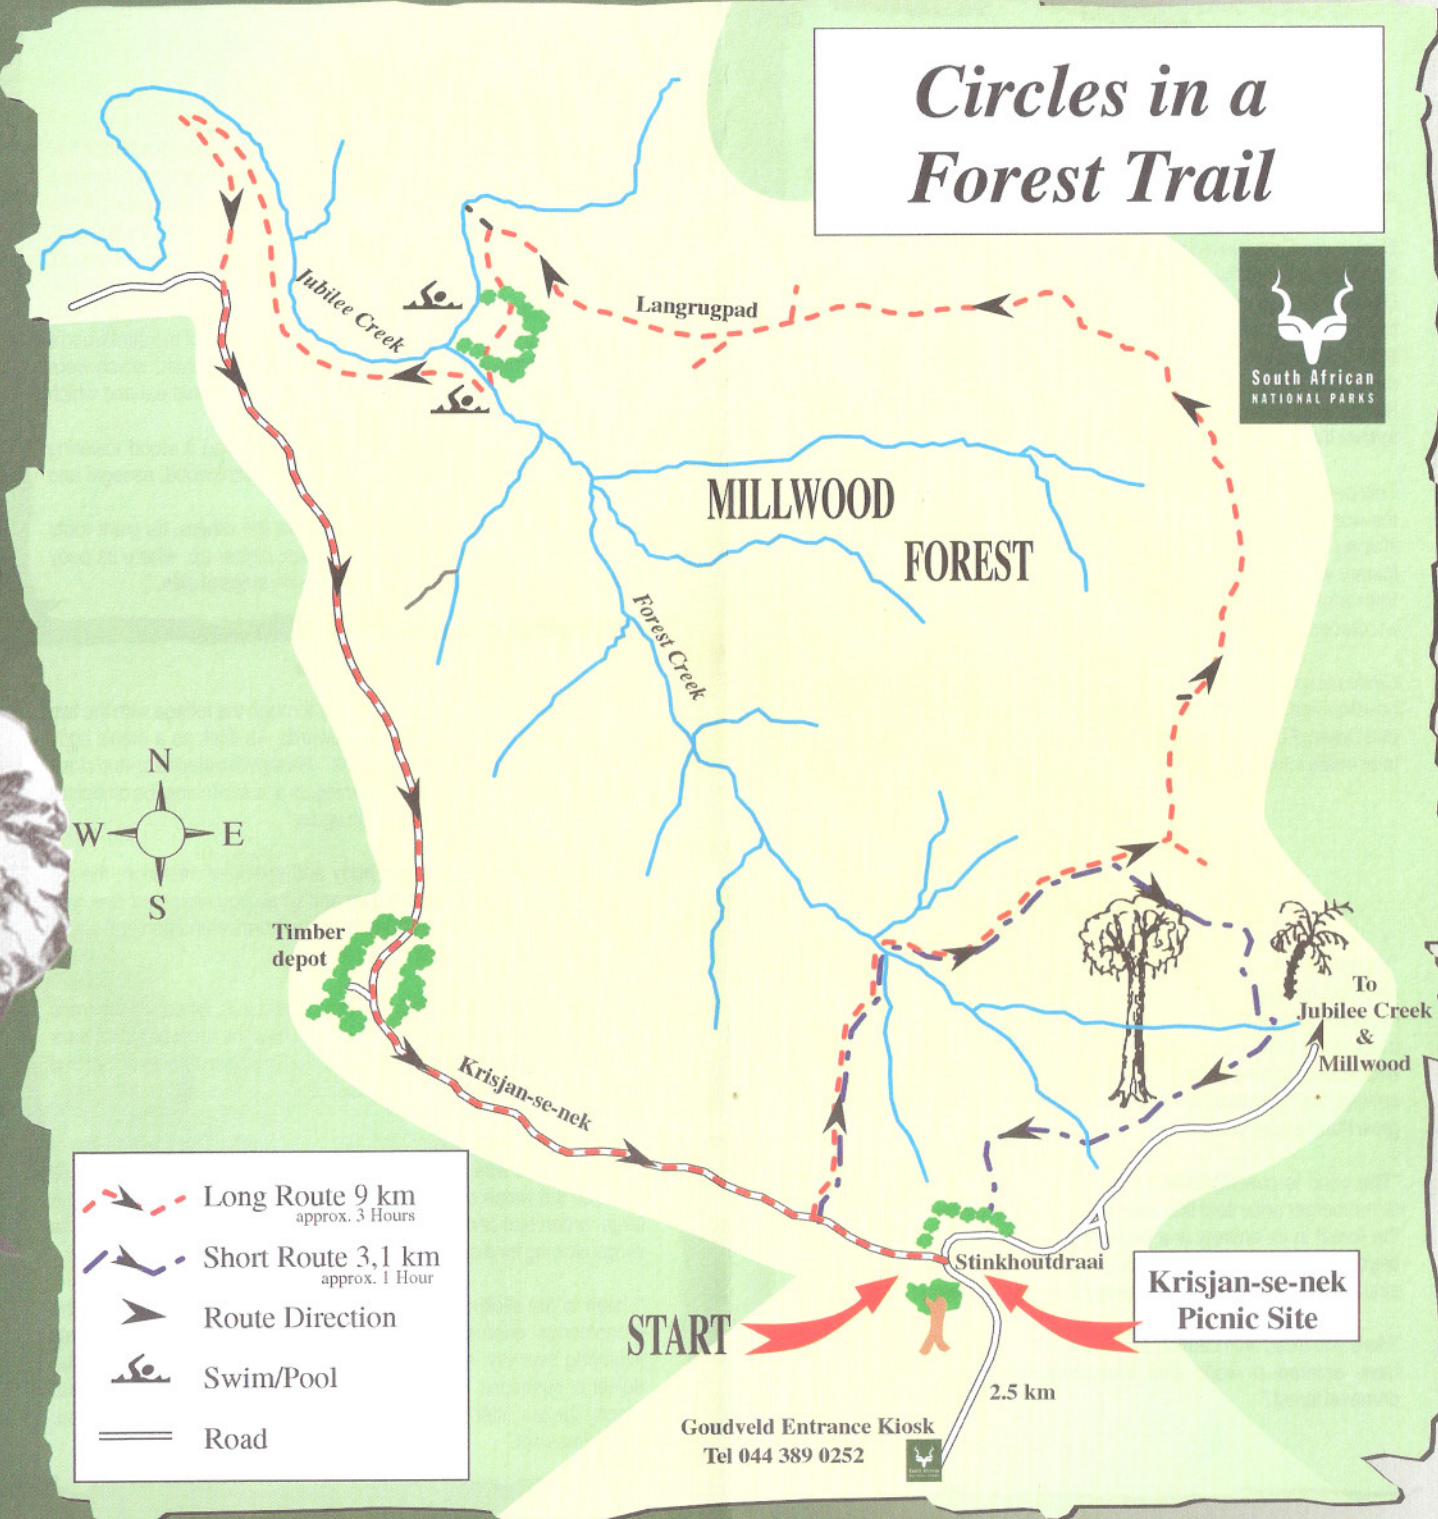 Circles in a
Forest Trail
South African
NATIONAL PARKS
Jubilee Creek
Langrugpad
MILLWOOD
FOREST
Forest Creek
N
W
E
S
Timber
depot
To
Jubilee Creek
&
Millwood
Krisjan-se-nek
Long Route 9 km
approx. 3 Hours
Short Route 3,1 km
approx. 1 Hour
Route Direction
Swim/Pool
Road
Stinkhoutdraai
START
Krisjan-se-nek
Picnic Site
2.5 km
Goudveld Entrance Kiosk
Tel 044 389 0252